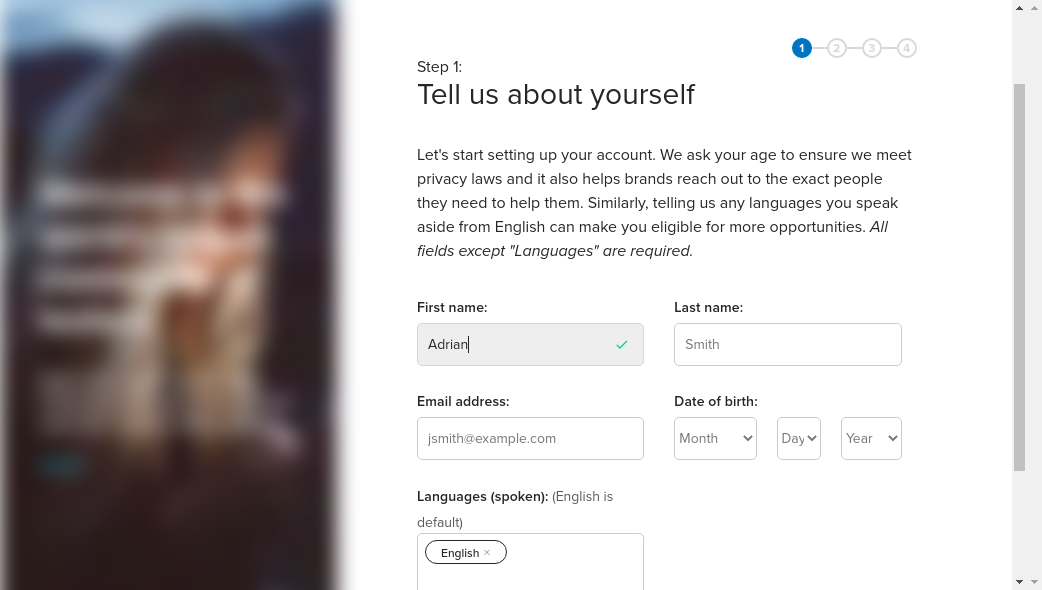 1 2 3 4
Step 1:
Tell us about yourself
Let's start setting up your account. We ask your age to ensure we meet
privacy laws and it also helps brands reach out to the exact people
they need to help them. Similarly, telling us any languages you speak
aside from English can make you eligible for more opportunities. All
fields except "Languages" are required.
First name: Last name:
Adrian Smith
Email address: Date of birth:
jsmith@example.com Month Day Year
Languages (spoken): (English is
default)
English ×